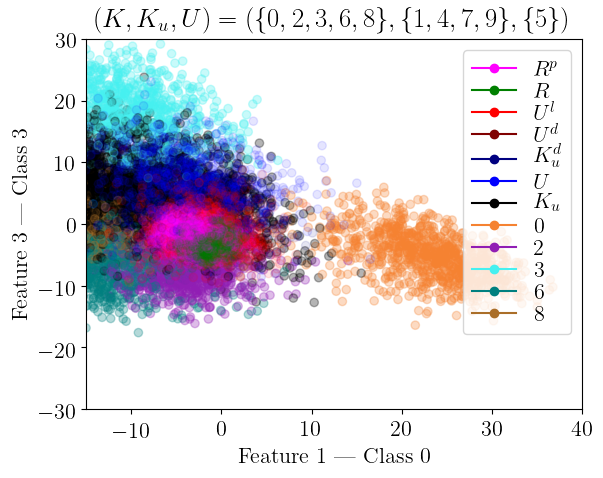 (K, K_u, U) = ({0, 2, 3, 6, 8}, {1, 4, 7, 9}, {5})
30
20
10
0
−10
−20
−30
−10
0
10
20
30
40
Feature 3 — Class 3
Feature 1 — Class 0
R^p
R
U^l
U^d
K_u^d
U
K_u
0
2
3
6
8